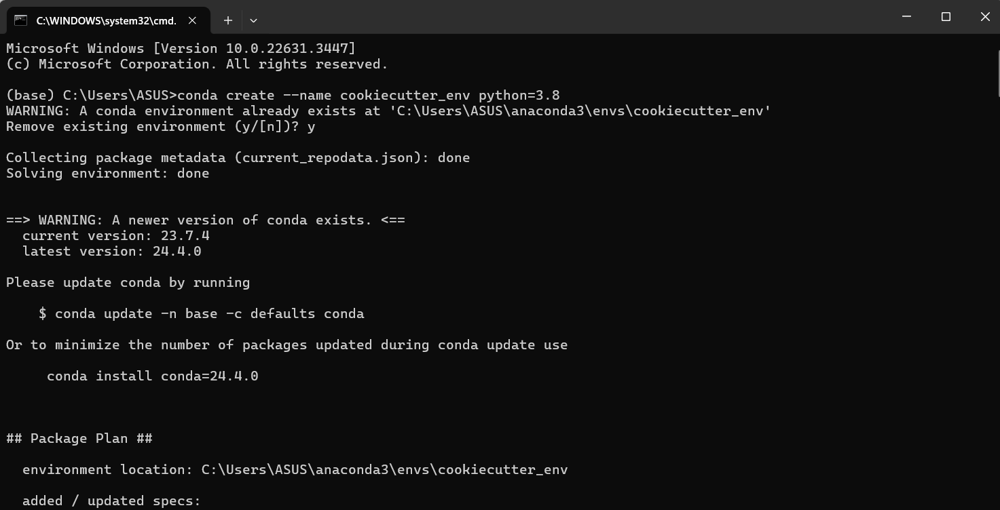 C:\WINDOWS\system32\cmd.
Microsoft Windows [Version 10.0.22631.3447]
(c) Microsoft Corporation. All rights reserved.
(base) C:\Users\ASUS>conda create --name cookiecutter_env python=3.8
WARNING: A conda environment already exists at 'C:\Users\ASUS\anaconda3\envs\cookiecutter_env'
Remove existing environment (y/[n])? y
Collecting package metadata (current_repodata.json): done
Solving environment: done
==> WARNING: A newer version of conda exists. <==
current version: 23.7.4
latest version: 24.4.0
Please update conda by running
$ conda update -n base -c defaults conda
Or to minimize the number of packages updated during conda update use
conda install conda=24.4.0
## Package Plan ##
environment location: C:\Users\ASUS\anaconda3\envs\cookiecutter_env
added / updated specs: